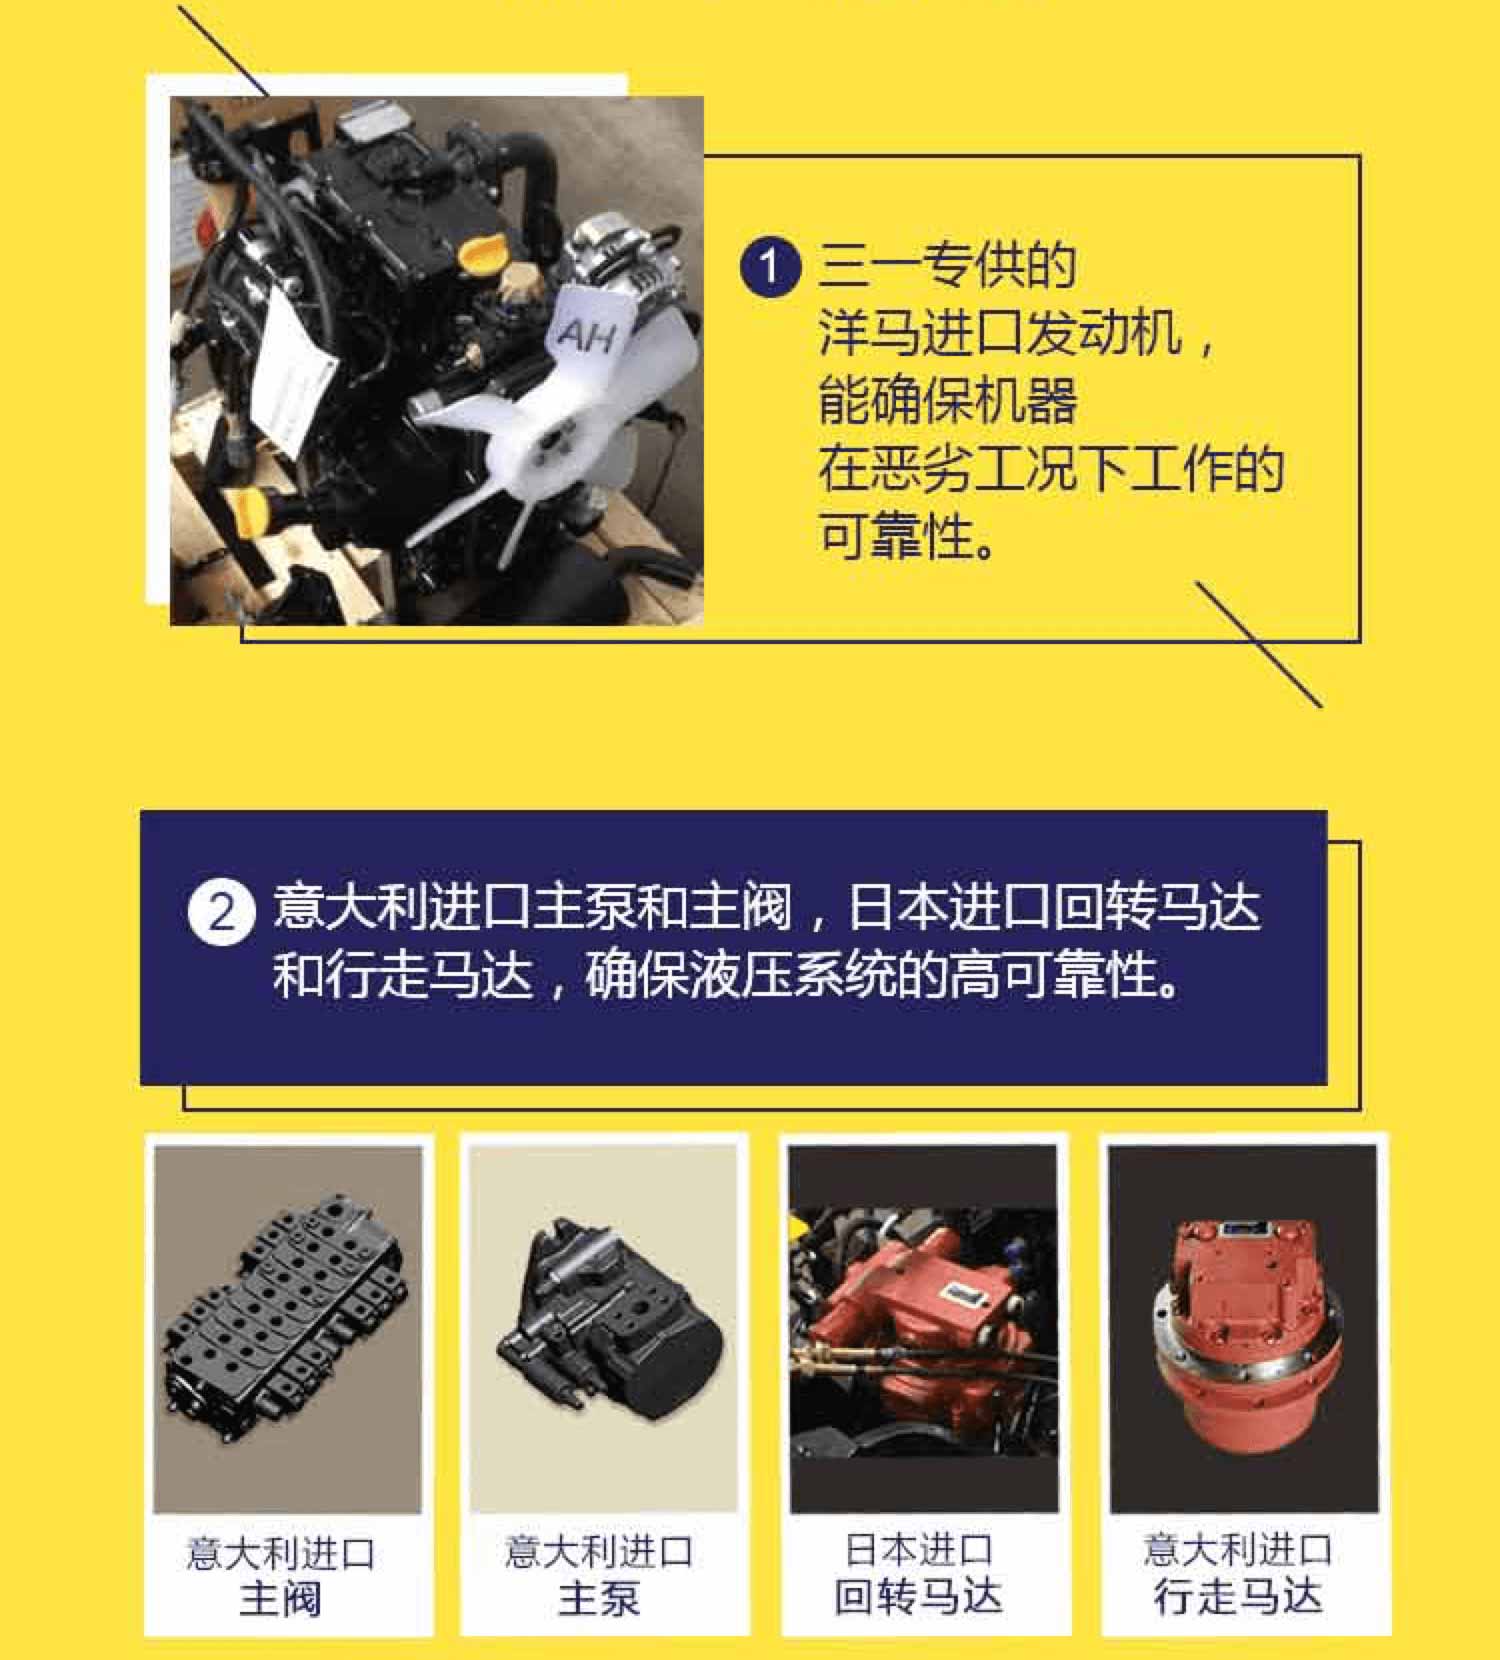 1 三一专供的
洋马进口发动机，
能确保机器
在恶劣工况下工作的
可靠性。
AH
2 意大利进口主泵和主阀，日本进口回转马达
和行走马达，确保液压系统的高可靠性。
意大利进口
主阀
意大利进口
主泵
日本进口
回转马达
意大利进口
行走马达